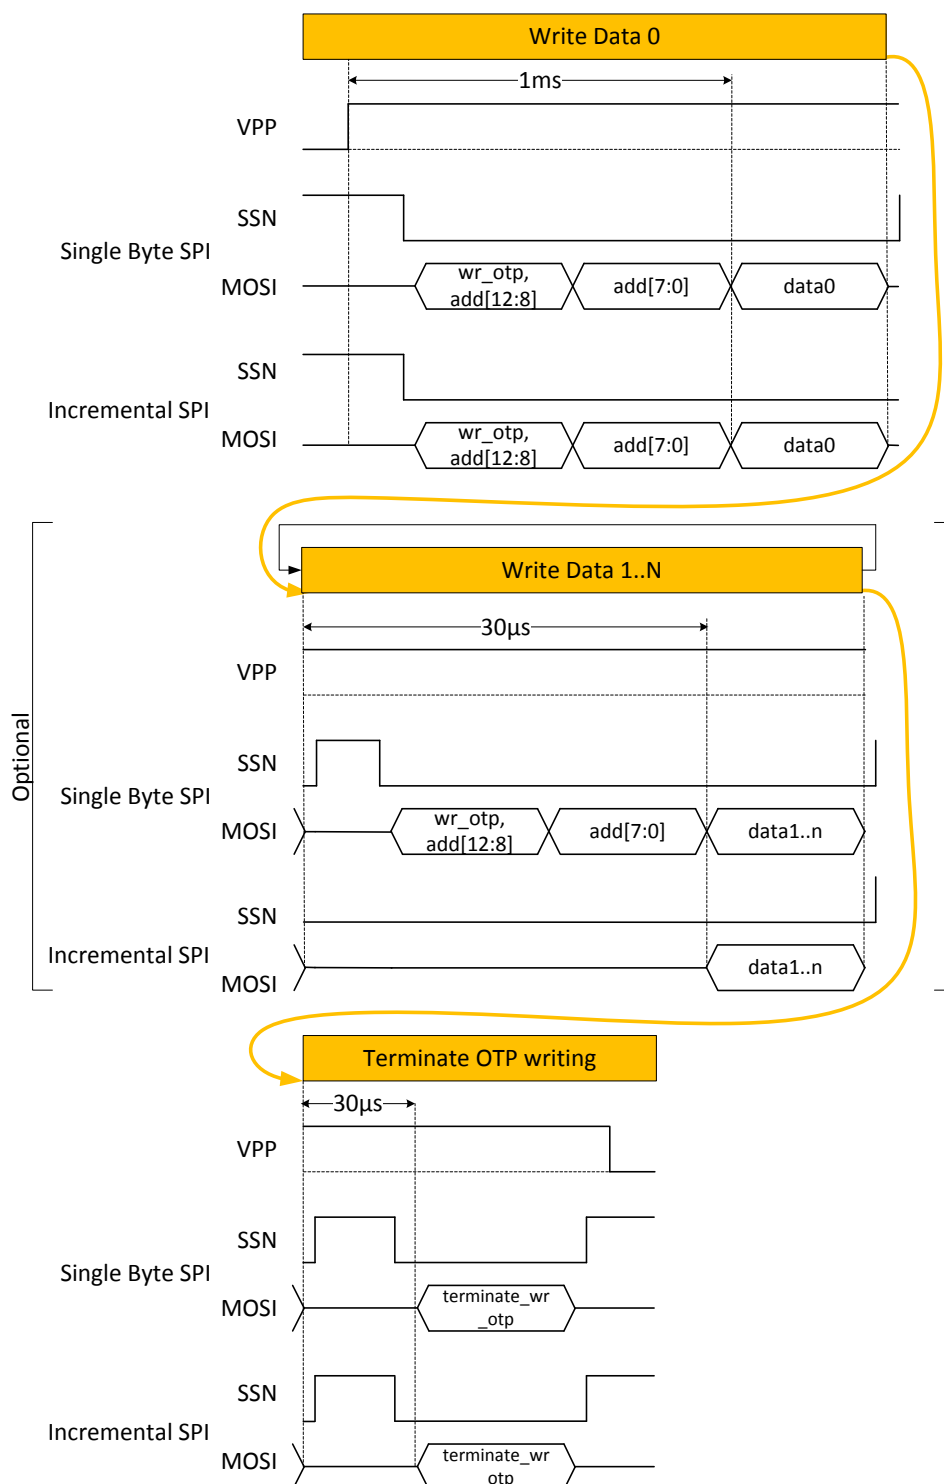 Write Data 0
1ms
VPP
SSN
Single Byte SPI
MOSI
wr_otp,
add[12:8]
add[7:0]
data0
SSN
Incremental SPI
MOSI
wr_otp,
add[12:8]
add[7:0]
data0
Optional
Write Data 1..N
30µs
VPP
SSN
Single Byte SPI
MOSI
wr_otp,
add[12:8]
add[7:0]
data1..n
SSN
Incremental SPI
MOSI
data1..n
Terminate OTP writing
30µs
VPP
SSN
Single Byte SPI
MOSI
terminate_wr
_otp
SSN
Incremental SPI
MOSI
terminate_wr
otp